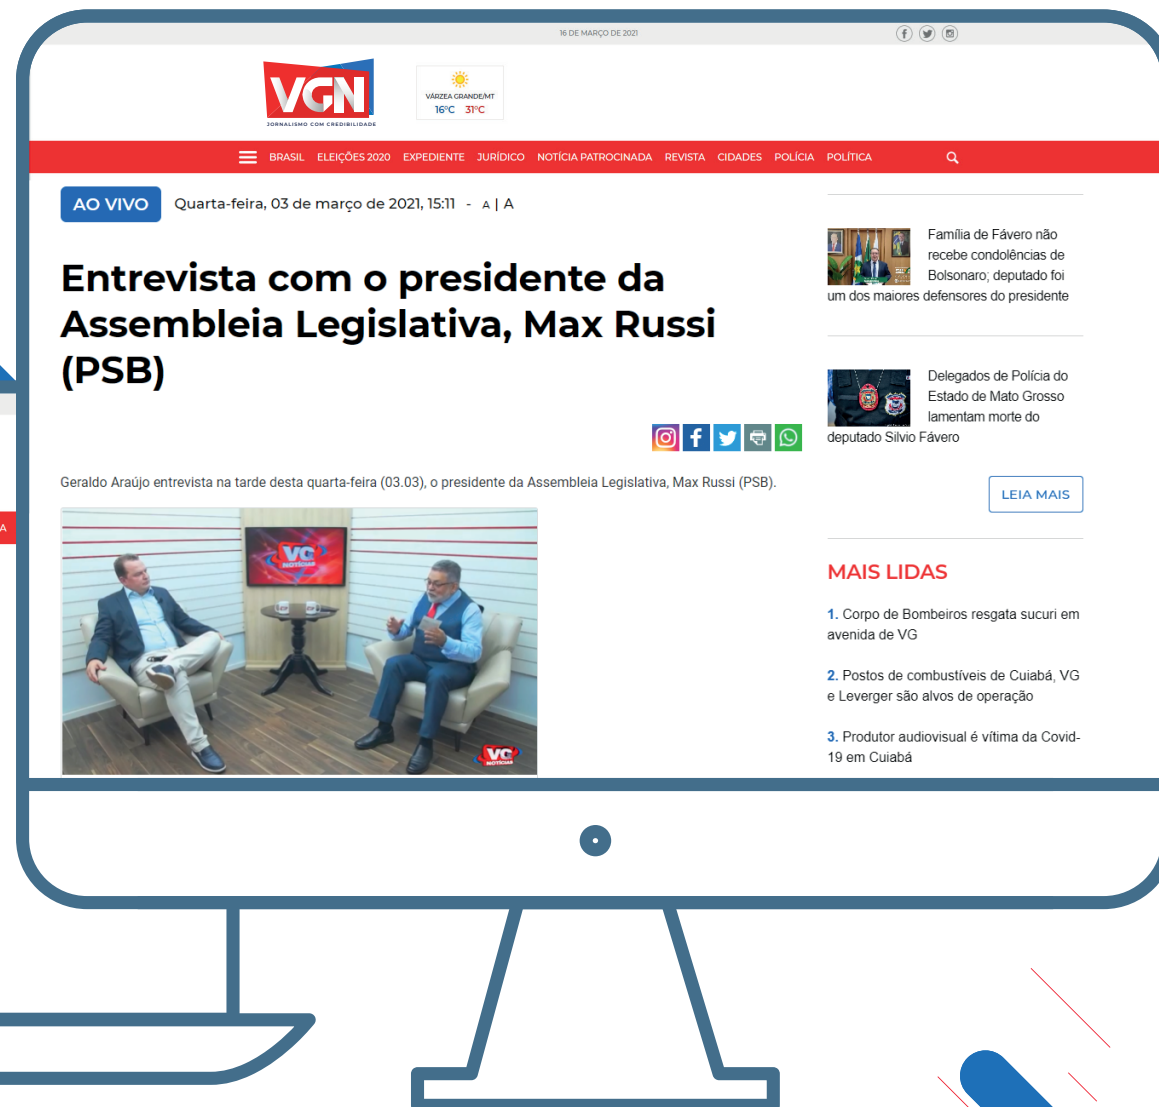 16 DE MARÇO DE 2021
VGN
JORNALISMO COM CREDIBILIDADE
VÁRZEA GRANDE/MT
16°C 31°C
BRASIL ELEIÇÕES 2020 EXPEDIENTE JURÍDICO NOTÍCIA PATROCINADA REVISTA CIDADES POLÍCIA POLÍTICA
AO VIVO Quarta-feira, 03 de março de 2021, 15:11 - A | A
Entrevista com o presidente da
Assembleia Legislativa, Max Russi
(PSB)
Geraldo Araújo entrevista na tarde desta quarta-feira (03.03), o presidente da Assembleia Legislativa, Max Russi (PSB).
VG
NOTÍCIAS
VG
NOTÍCIAS
Família de Fávero não
recebe condolências de
Bolsonaro; deputado foi
um dos maiores defensores do presidente
Delegados de Polícia do
Estado de Mato Grosso
lamentam morte do
deputado Silvio Fávero
LEIA MAIS
MAIS LIDAS
1. Corpo de Bombeiros resgata sucuri em
avenida de VG
2. Postos de combustíveis de Cuiabá, VG
e Leverger são alvos de operação
3. Produtor audiovisual é vítima da Covid-
19 em Cuiabá
A